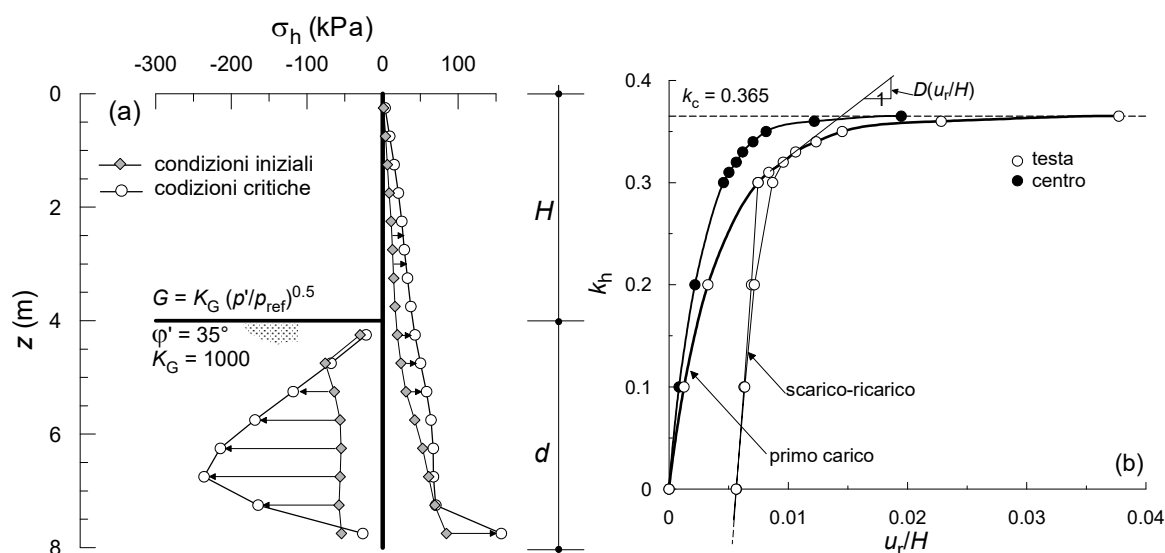 σh (kPa)
-300 -200 -100 0 100
0
2
4
6
8
z (m)
(a)
condizioni iniziali
codizioni critiche
G = KG (p'/pref)^0.5
φ' = 35°
KG = 1000
H
d
0.4
0.3
0.2
0.1
0
kh
kc = 0.365
1
D(ur/H)
testa
centro
scarico-ricarico
primo carico
(b)
0 0.01 0.02 0.03 0.04
ur/H